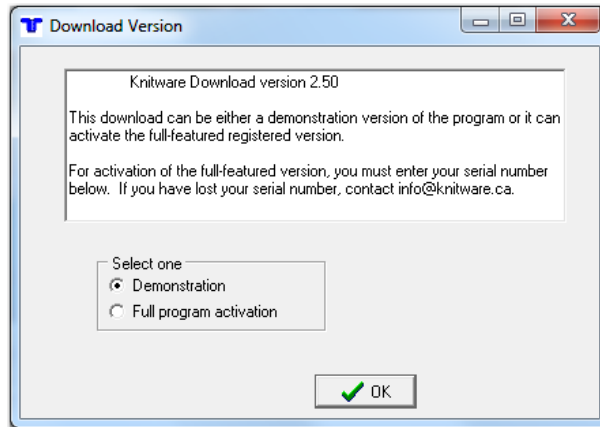 Download Version
Knitware Download version 2.50
This download can be either a demonstration version of the program or it can
activate the full-featured registered version.
For activation of the full-featured version, you must enter your serial number
below.  If you have lost your serial number, contact info@knitware.ca.
Select one
Demonstration
Full program activation
OK